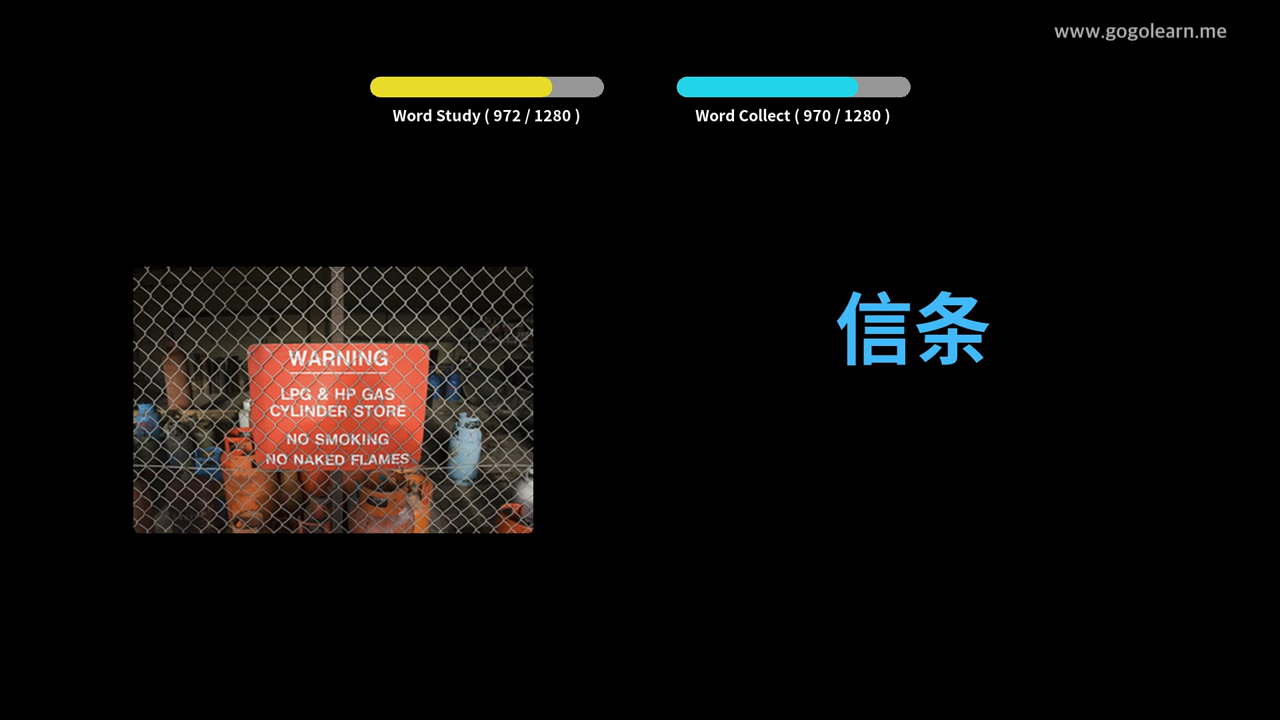 www.gogolearn.me
Word Study ( 972 / 1280 )
Word Collect ( 970 / 1280 )
信条
WARNING
LPG & HP GAS
CYLINDER STORE
NO SMOKING
NO NAKED FLAMES